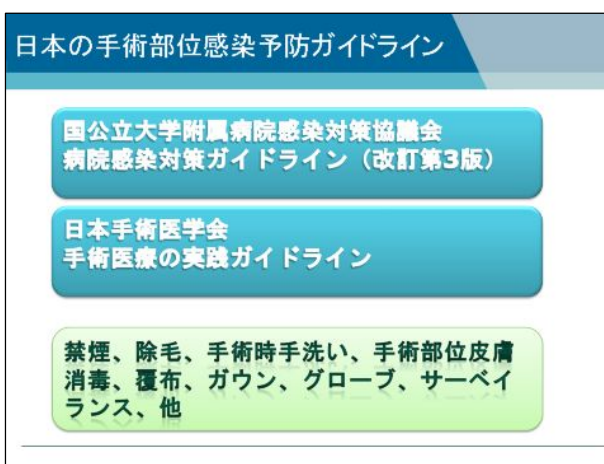 日本の手術部位感染予防ガイドライン
国公立大学附属病院感染対策協議会
病院感染対策ガイドライン（改訂第3版）
日本手術医学会
手術医療の実践ガイドライン
禁煙、除毛、手術時手洗い、手術部位皮膚
消毒、覆布、ガウン、グローブ、サーベイ
ランス、他